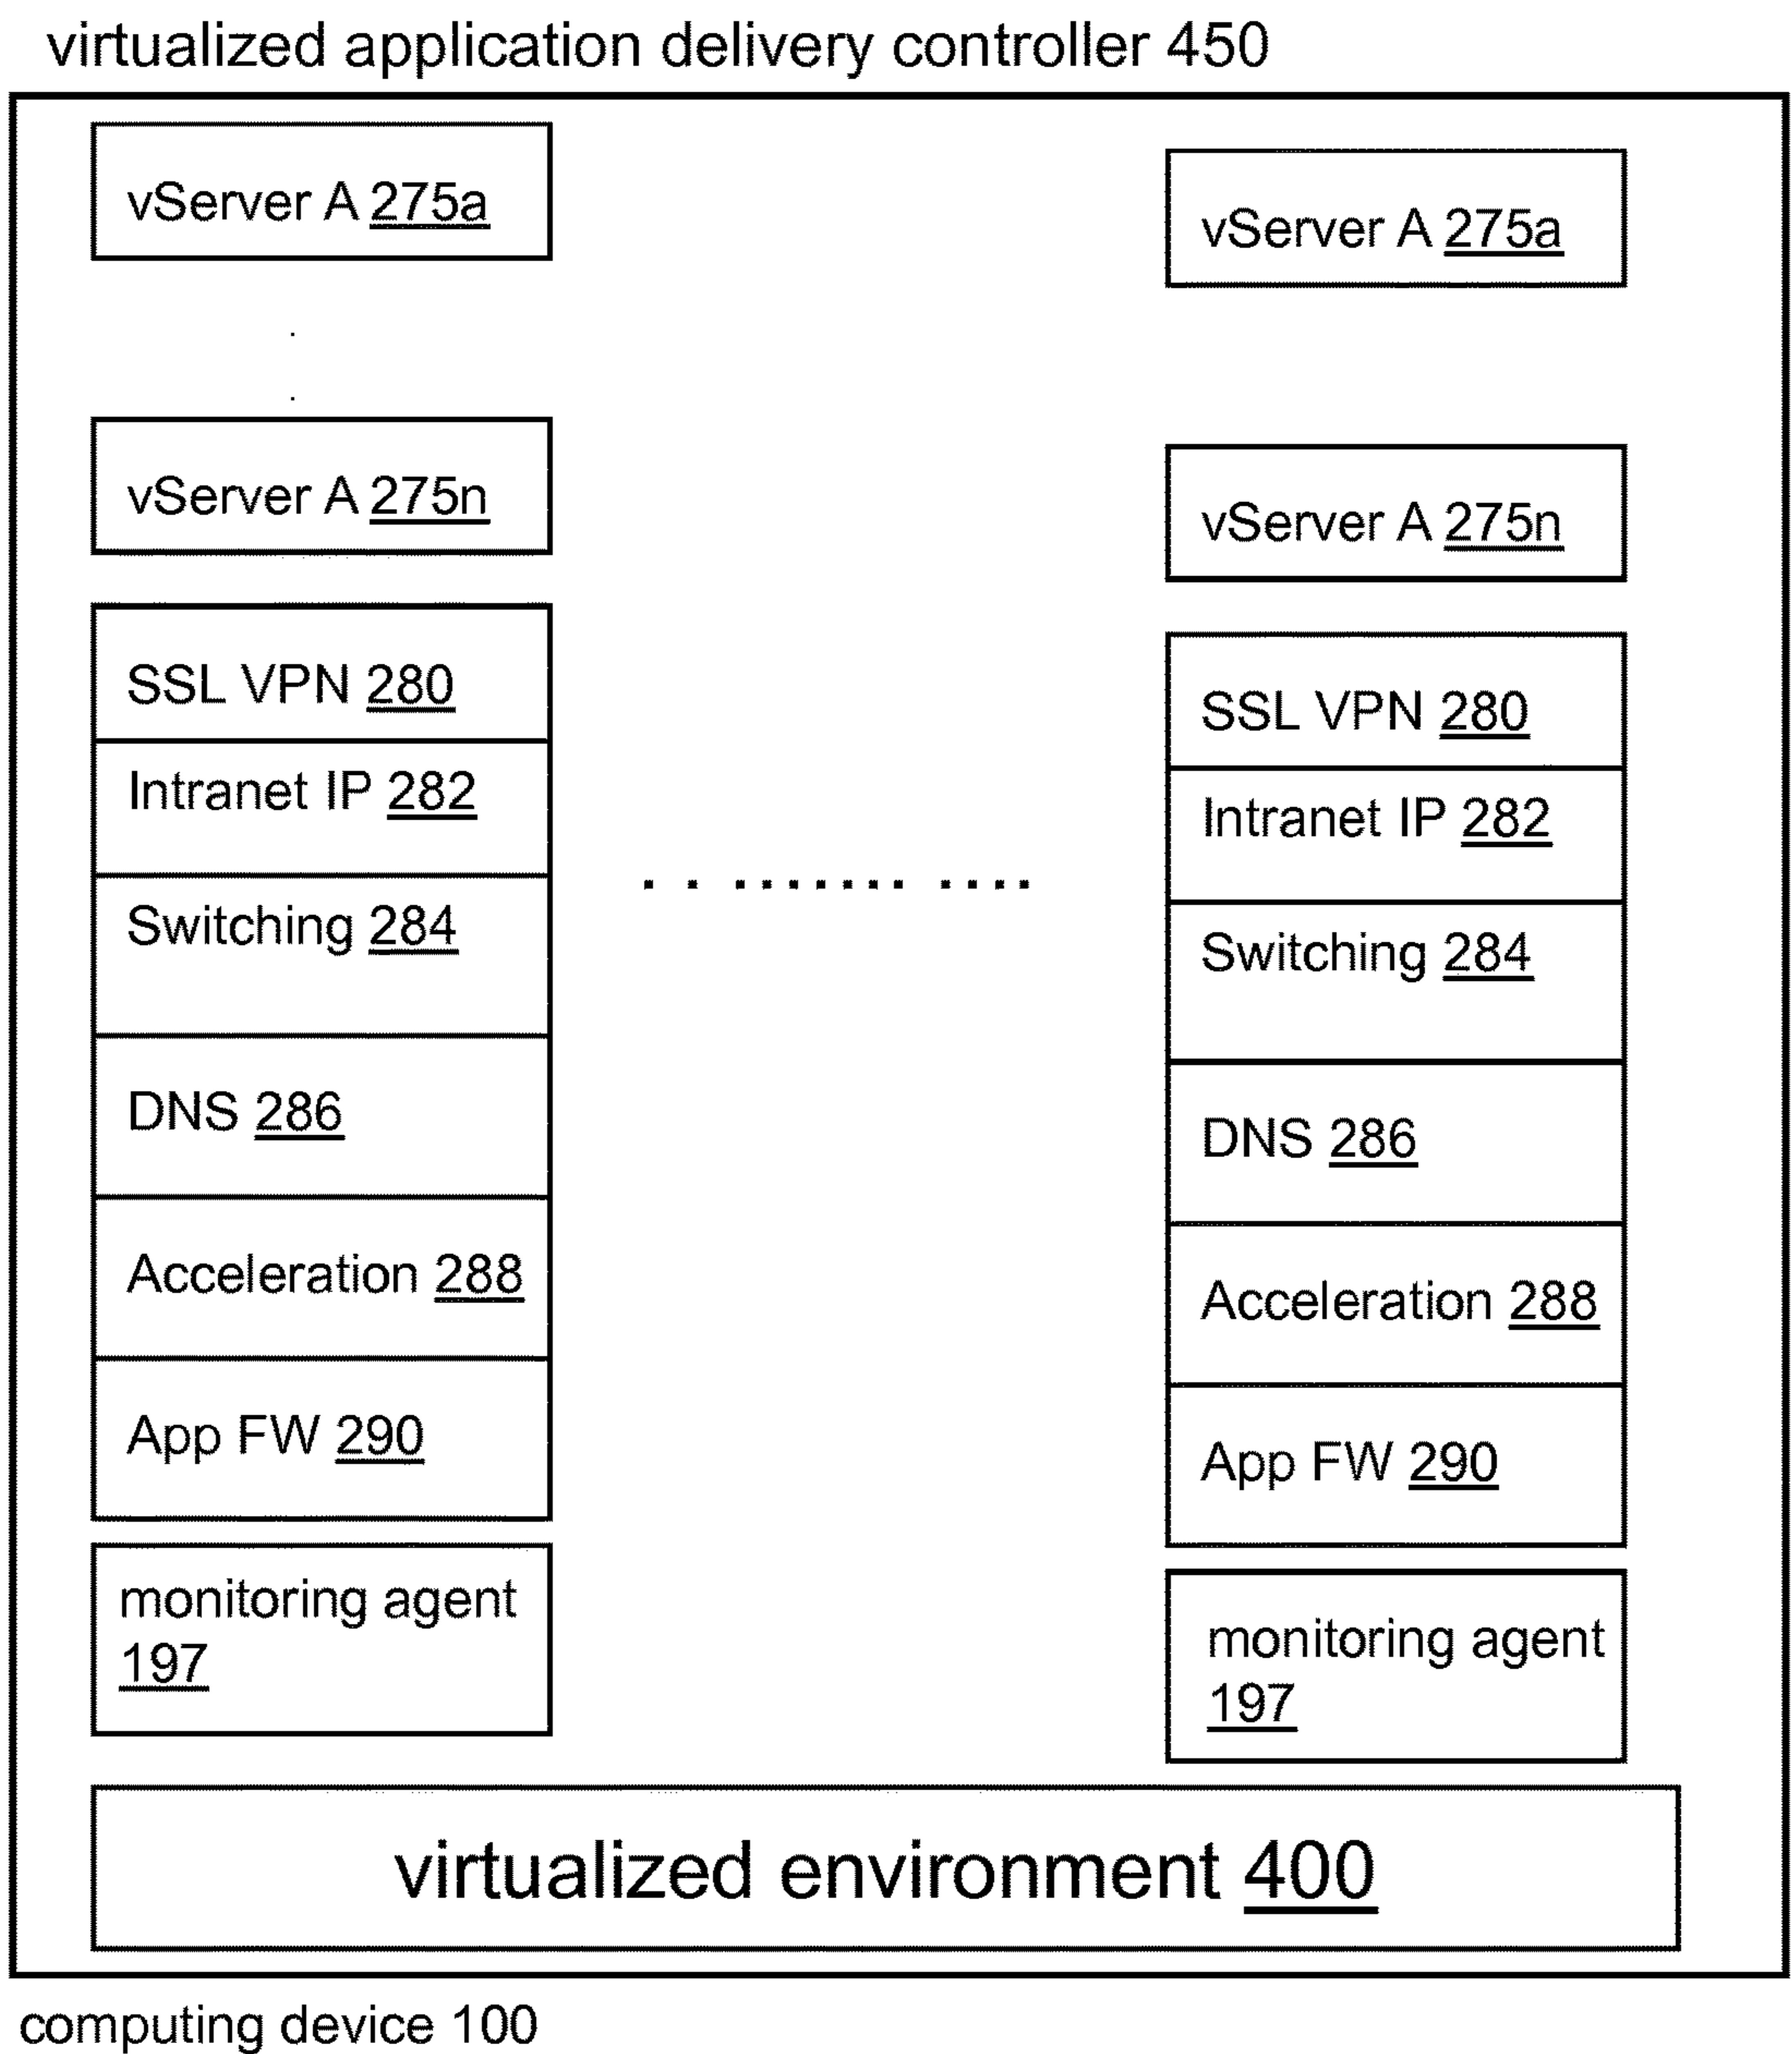 virtualized application delivery controller 450
vServer A 275a
vServer A 275n
SSL VPN 280
Intranet IP 282
Switching 284
DNS 286
Acceleration 288
App FW 290
monitoring agent
197
vServer A 275a
vServer A 275n
SSL VPN 280
Intranet IP 282
Switching 284
DNS 286
Acceleration 288
App FW 290
monitoring agent
197
virtualized environment 400
computing device 100